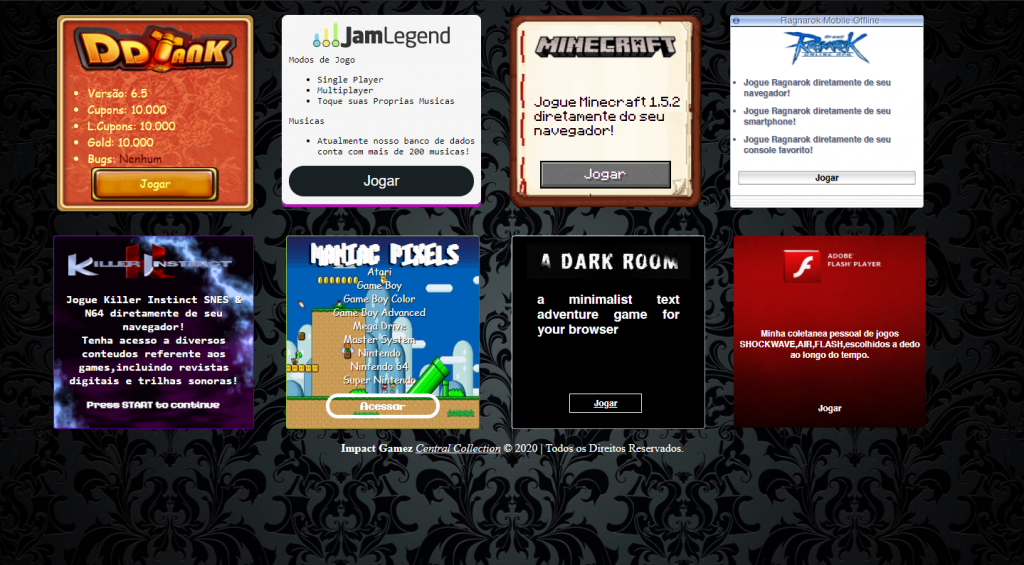 DDTANK
Versão: 6.5
Cupons: 10.000
L.Cupons: 10.000
Gold: 10.000
Bugs: Nenhum
Jogar
JamLegend
Modos de Jogo
Single Player
Multiplayer
Toque suas Proprias Musicas
Musicas
Atualmente nosso banco de dados
conta com mais de 200 musicas!
Jogar
MINECRAFT
Jogue Minecraft 1.5.2
diretamente do seu
navegador!
Jogar
Ragnarok Mobile Offline
RAGNAROK
Jogue Ragnarok diretamente de seu
navegador!
Jogue Ragnarok diretamente de seu
smartphone!
Jogue Ragnarok diretamente de seu
console favorito!
Jogar
KILLER INSTINCT
Jogue Killer Instinct SNES &
N64 diretamente de seu
navegador!
Tenha acesso a diversos
conteudos referente aos
games,incluindo revistas
digitais e trilhas sonoras!
Press START to continue
MANIAC PIXELS
Atari
Game Boy
Game Boy Color
Game Boy Advanced
Mega Drive
Master System
Nintendo
Nintendo 64
Super Nintendo
Acessar
A DARK ROOM
a minimalist text
adventure game for
your browser
Jogar
ADOBE
FLASH PLAYER
Minha coletanea pessoal de jogos
SHOCKWAVE,AIR,FLASH,escolhidos a dedo
ao longo do tempo.
Jogar
Impact Gamez Central Collection © 2020 | Todos os Direitos Reservados.